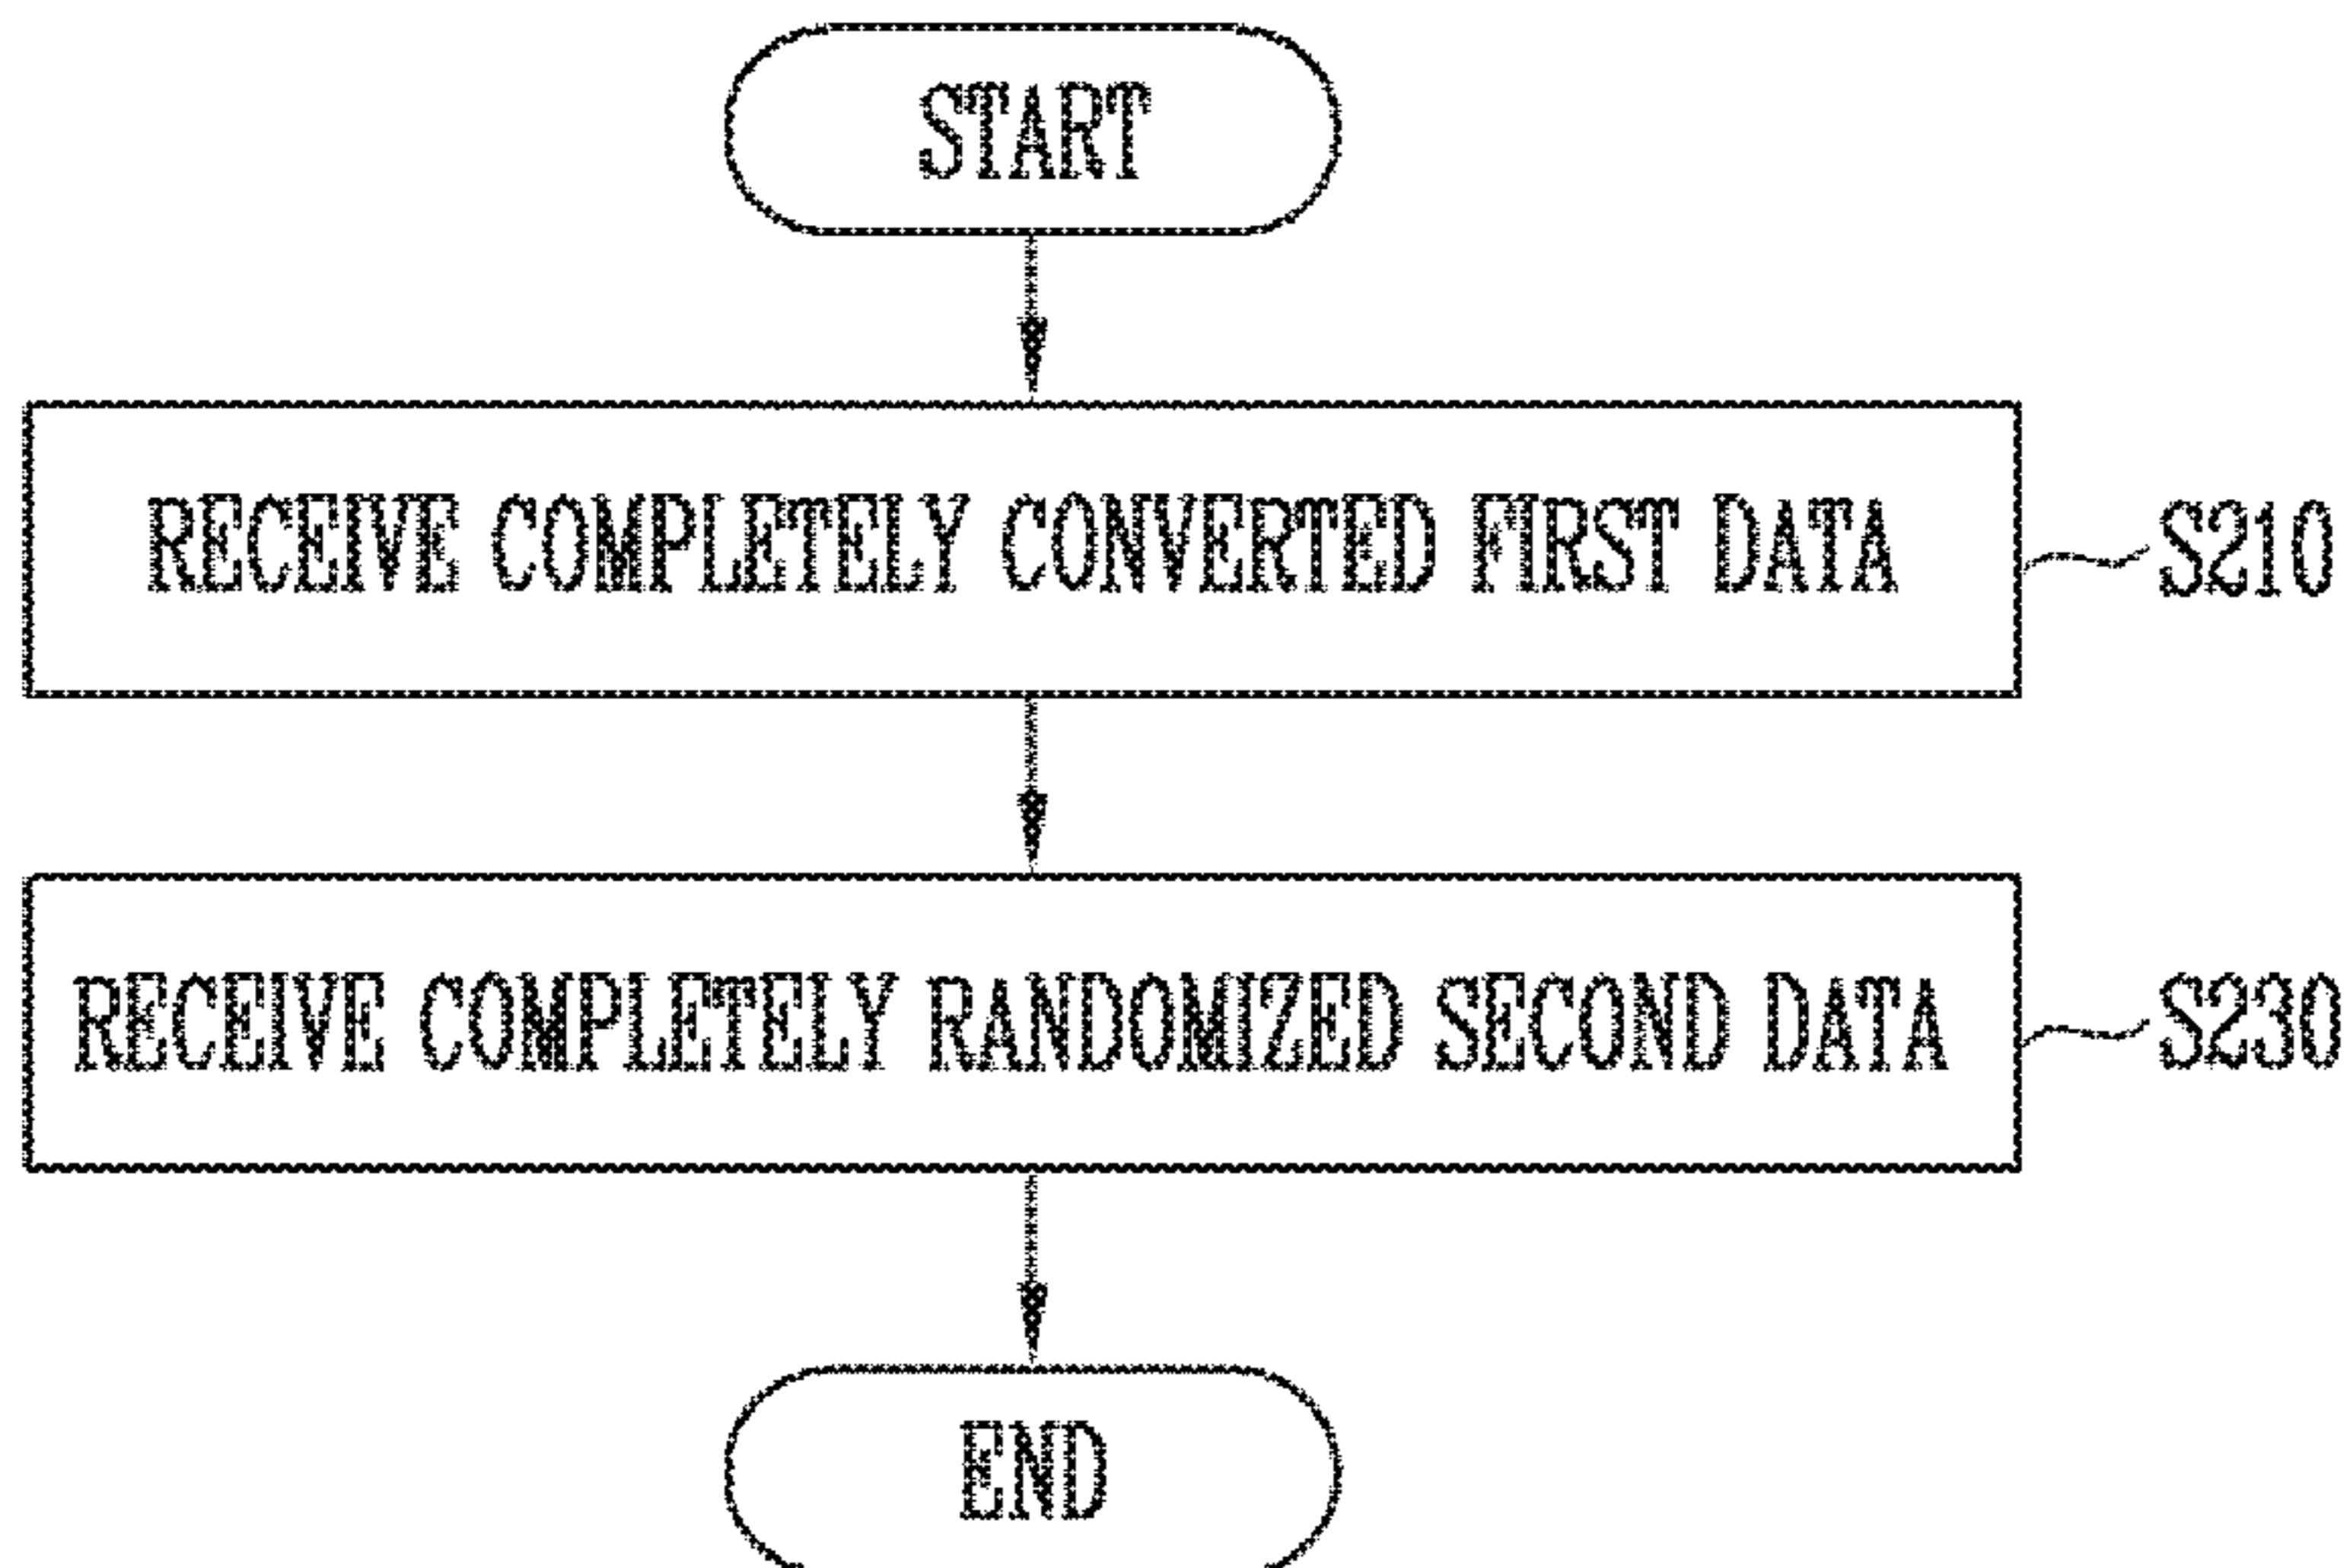 START
RECEIVE COMPLETELY CONVERTED FIRST DATA
S210
RECEIVE COMPLETELY RANDOMIZED SECOND DATA
S230
END